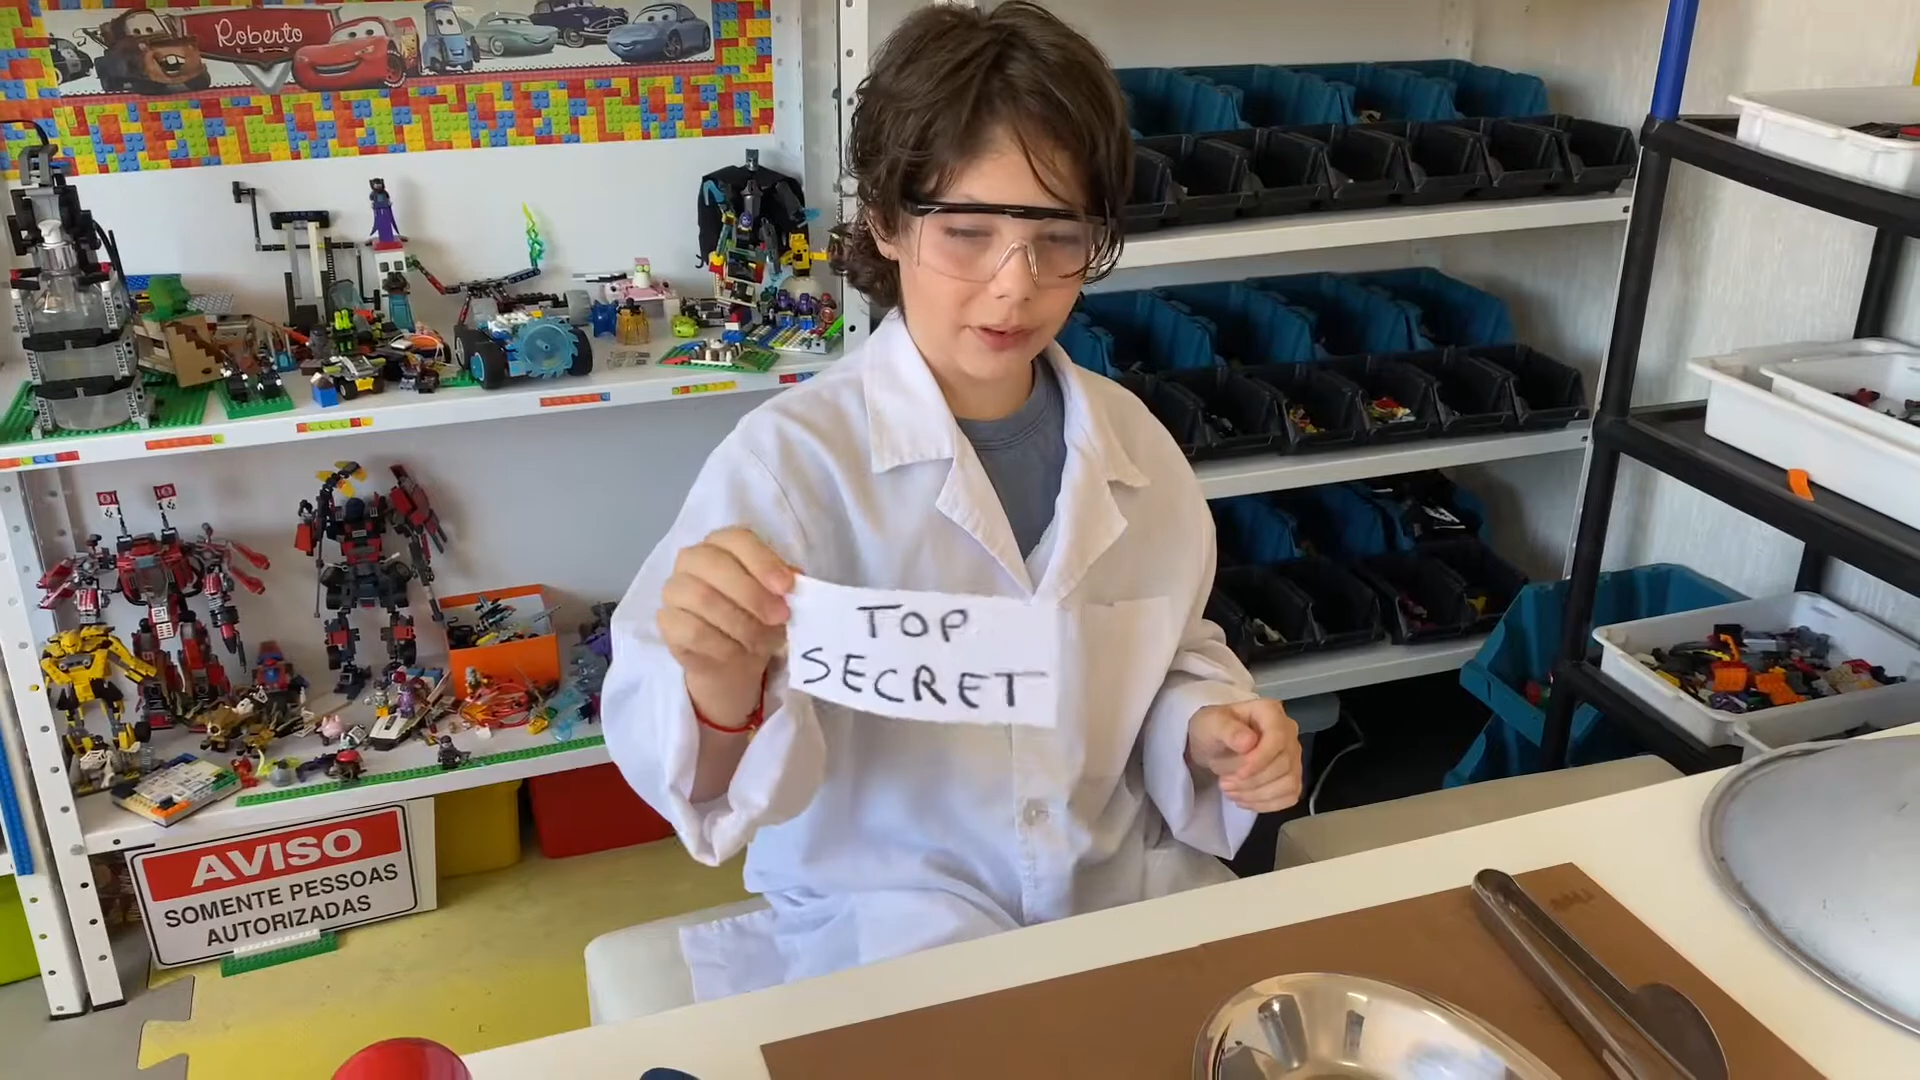 Roberto
TOP
SECRET
AVISO
SOMENTE PESSOAS
AUTORIZADAS